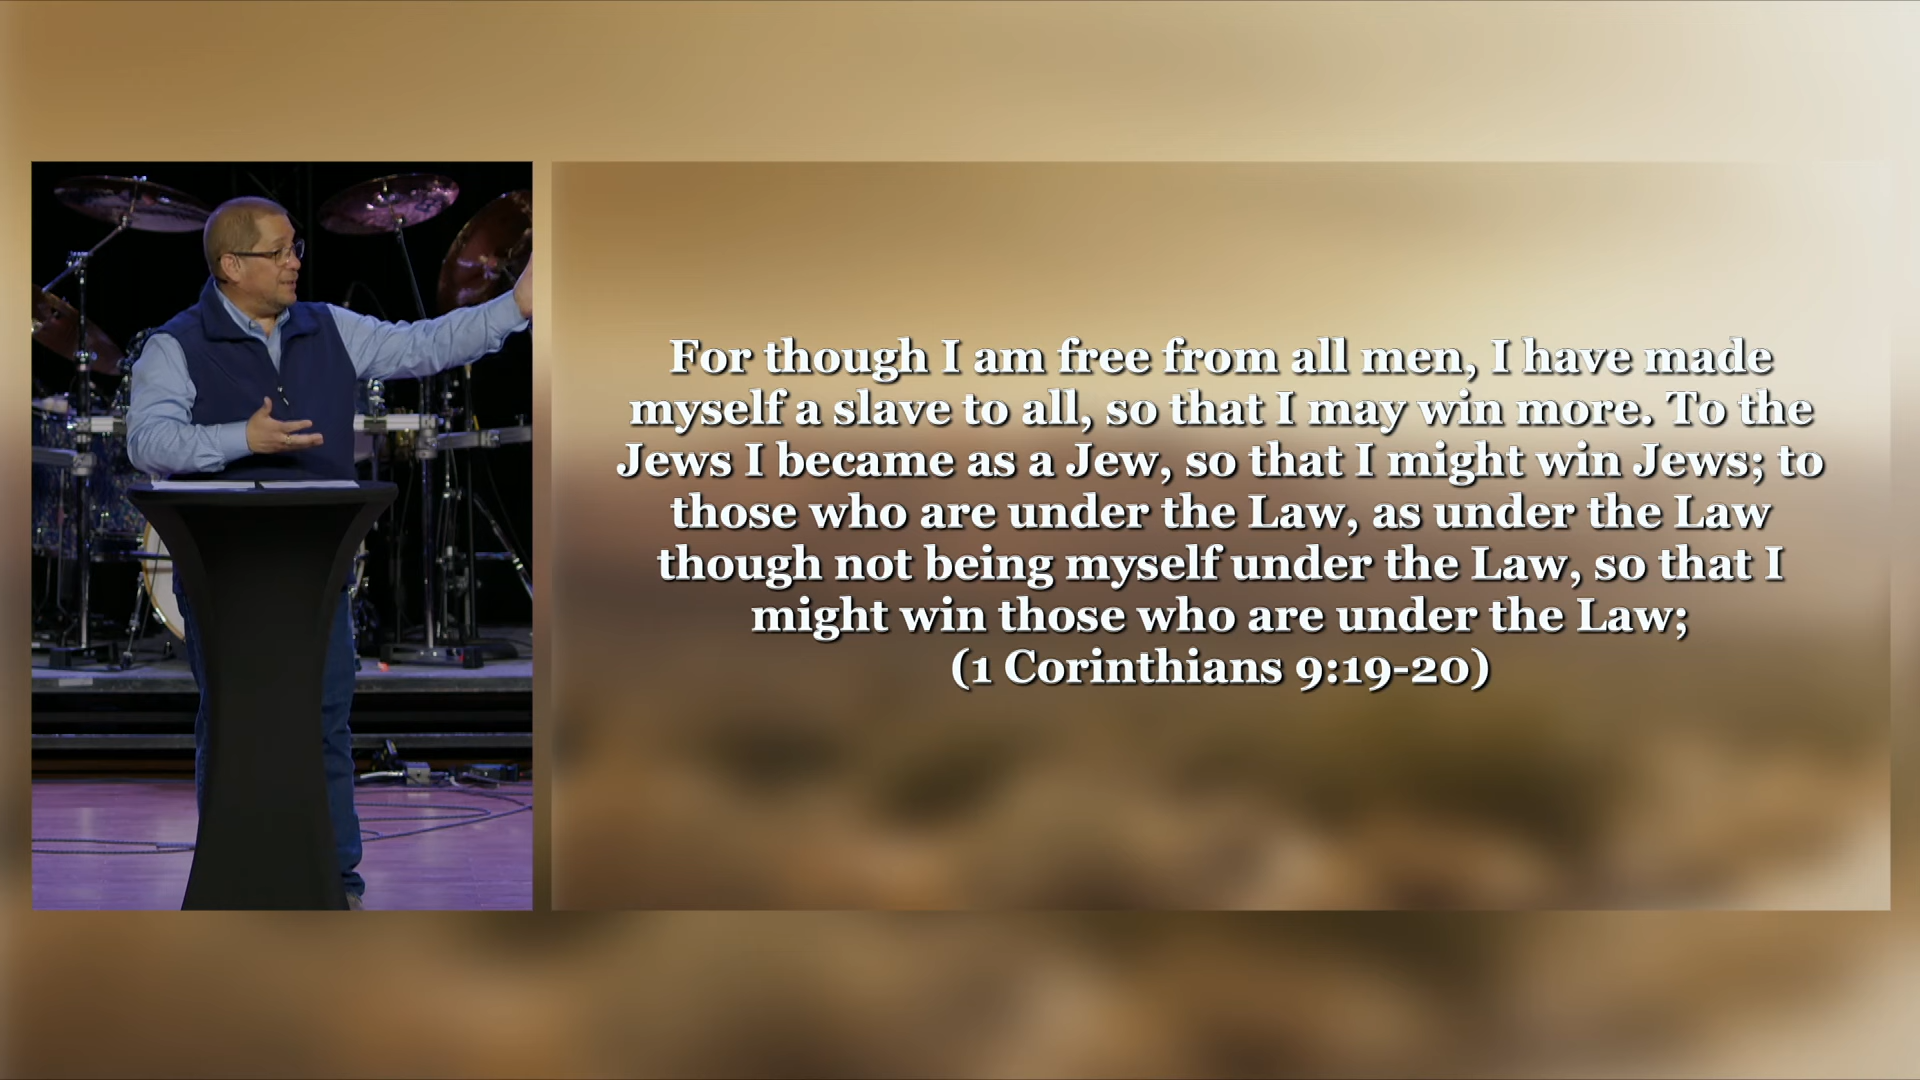 For though I am free from all men, I have made
myself a slave to all, so that I may win more. To the
Jews I became as a Jew, so that I might win Jews; to
those who are under the Law, as under the Law
though not being myself under the Law, so that I
might win those who are under the Law;
(1 Corinthians 9:19-20)